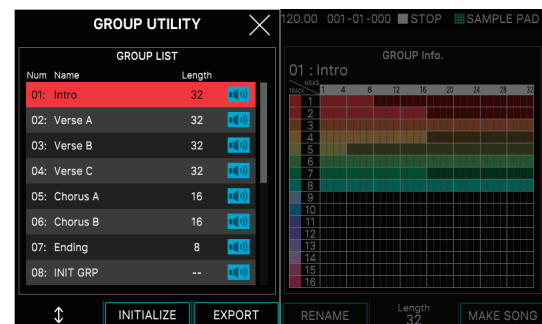 GROUP UTILITY
GROUP LIST
Num Name Length
01: Intro 32
02: Verse A 32
03: Verse B 32
04: Verse C 32
05: Chorus A 16
06: Chorus B 16
07: Ending 8
08: INIT GRP --
INITIALIZE EXPORT
120.00 001-01-000 STOP SAMPLE PAD
GROUP Info.
01 : Intro
MEAS
TRACK 1 4 8 12 16 20 24 28 32
1
2
3
4
5
6
7
8
9
10
11
12
13
14
15
16
RENAME Length 32 MAKE SONG